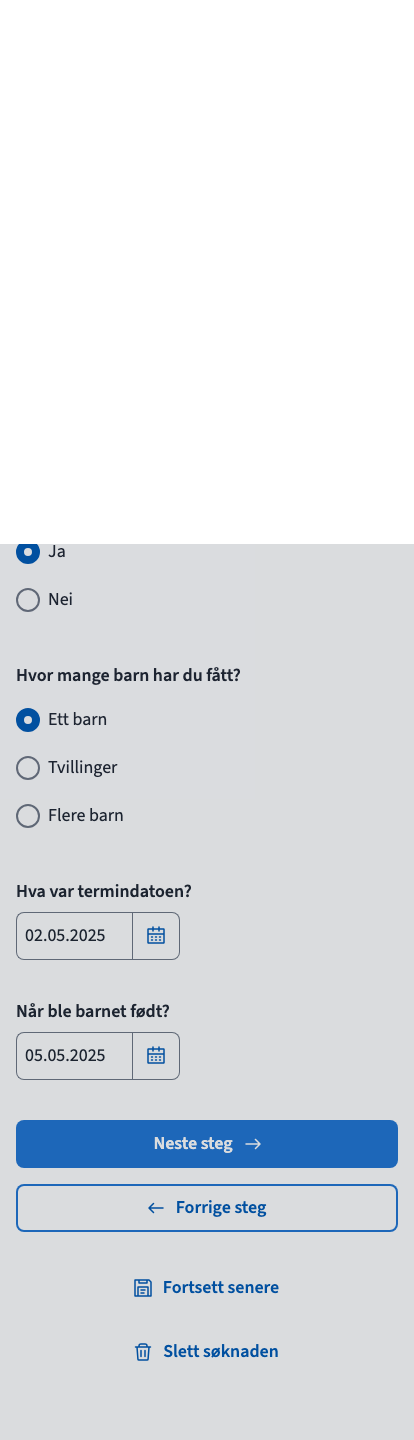 Ja
Nei
Hvor mange barn har du fått?
Ett barn
Tvillinger
Flere barn
Hva var termindatoen?
02.05.2025
Når ble barnet født?
05.05.2025
Neste steg
Forrige steg
Fortsett senere
Slett søknaden